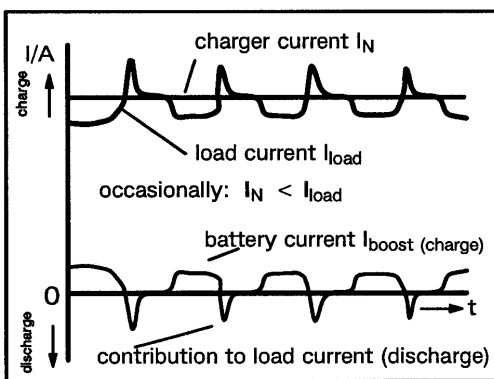 charger current I_N
I/A
charge
load current I_load
occasionally: I_N < I_load
battery current I_boost (charge)
0
t
discharge
contribution to load current (discharge)